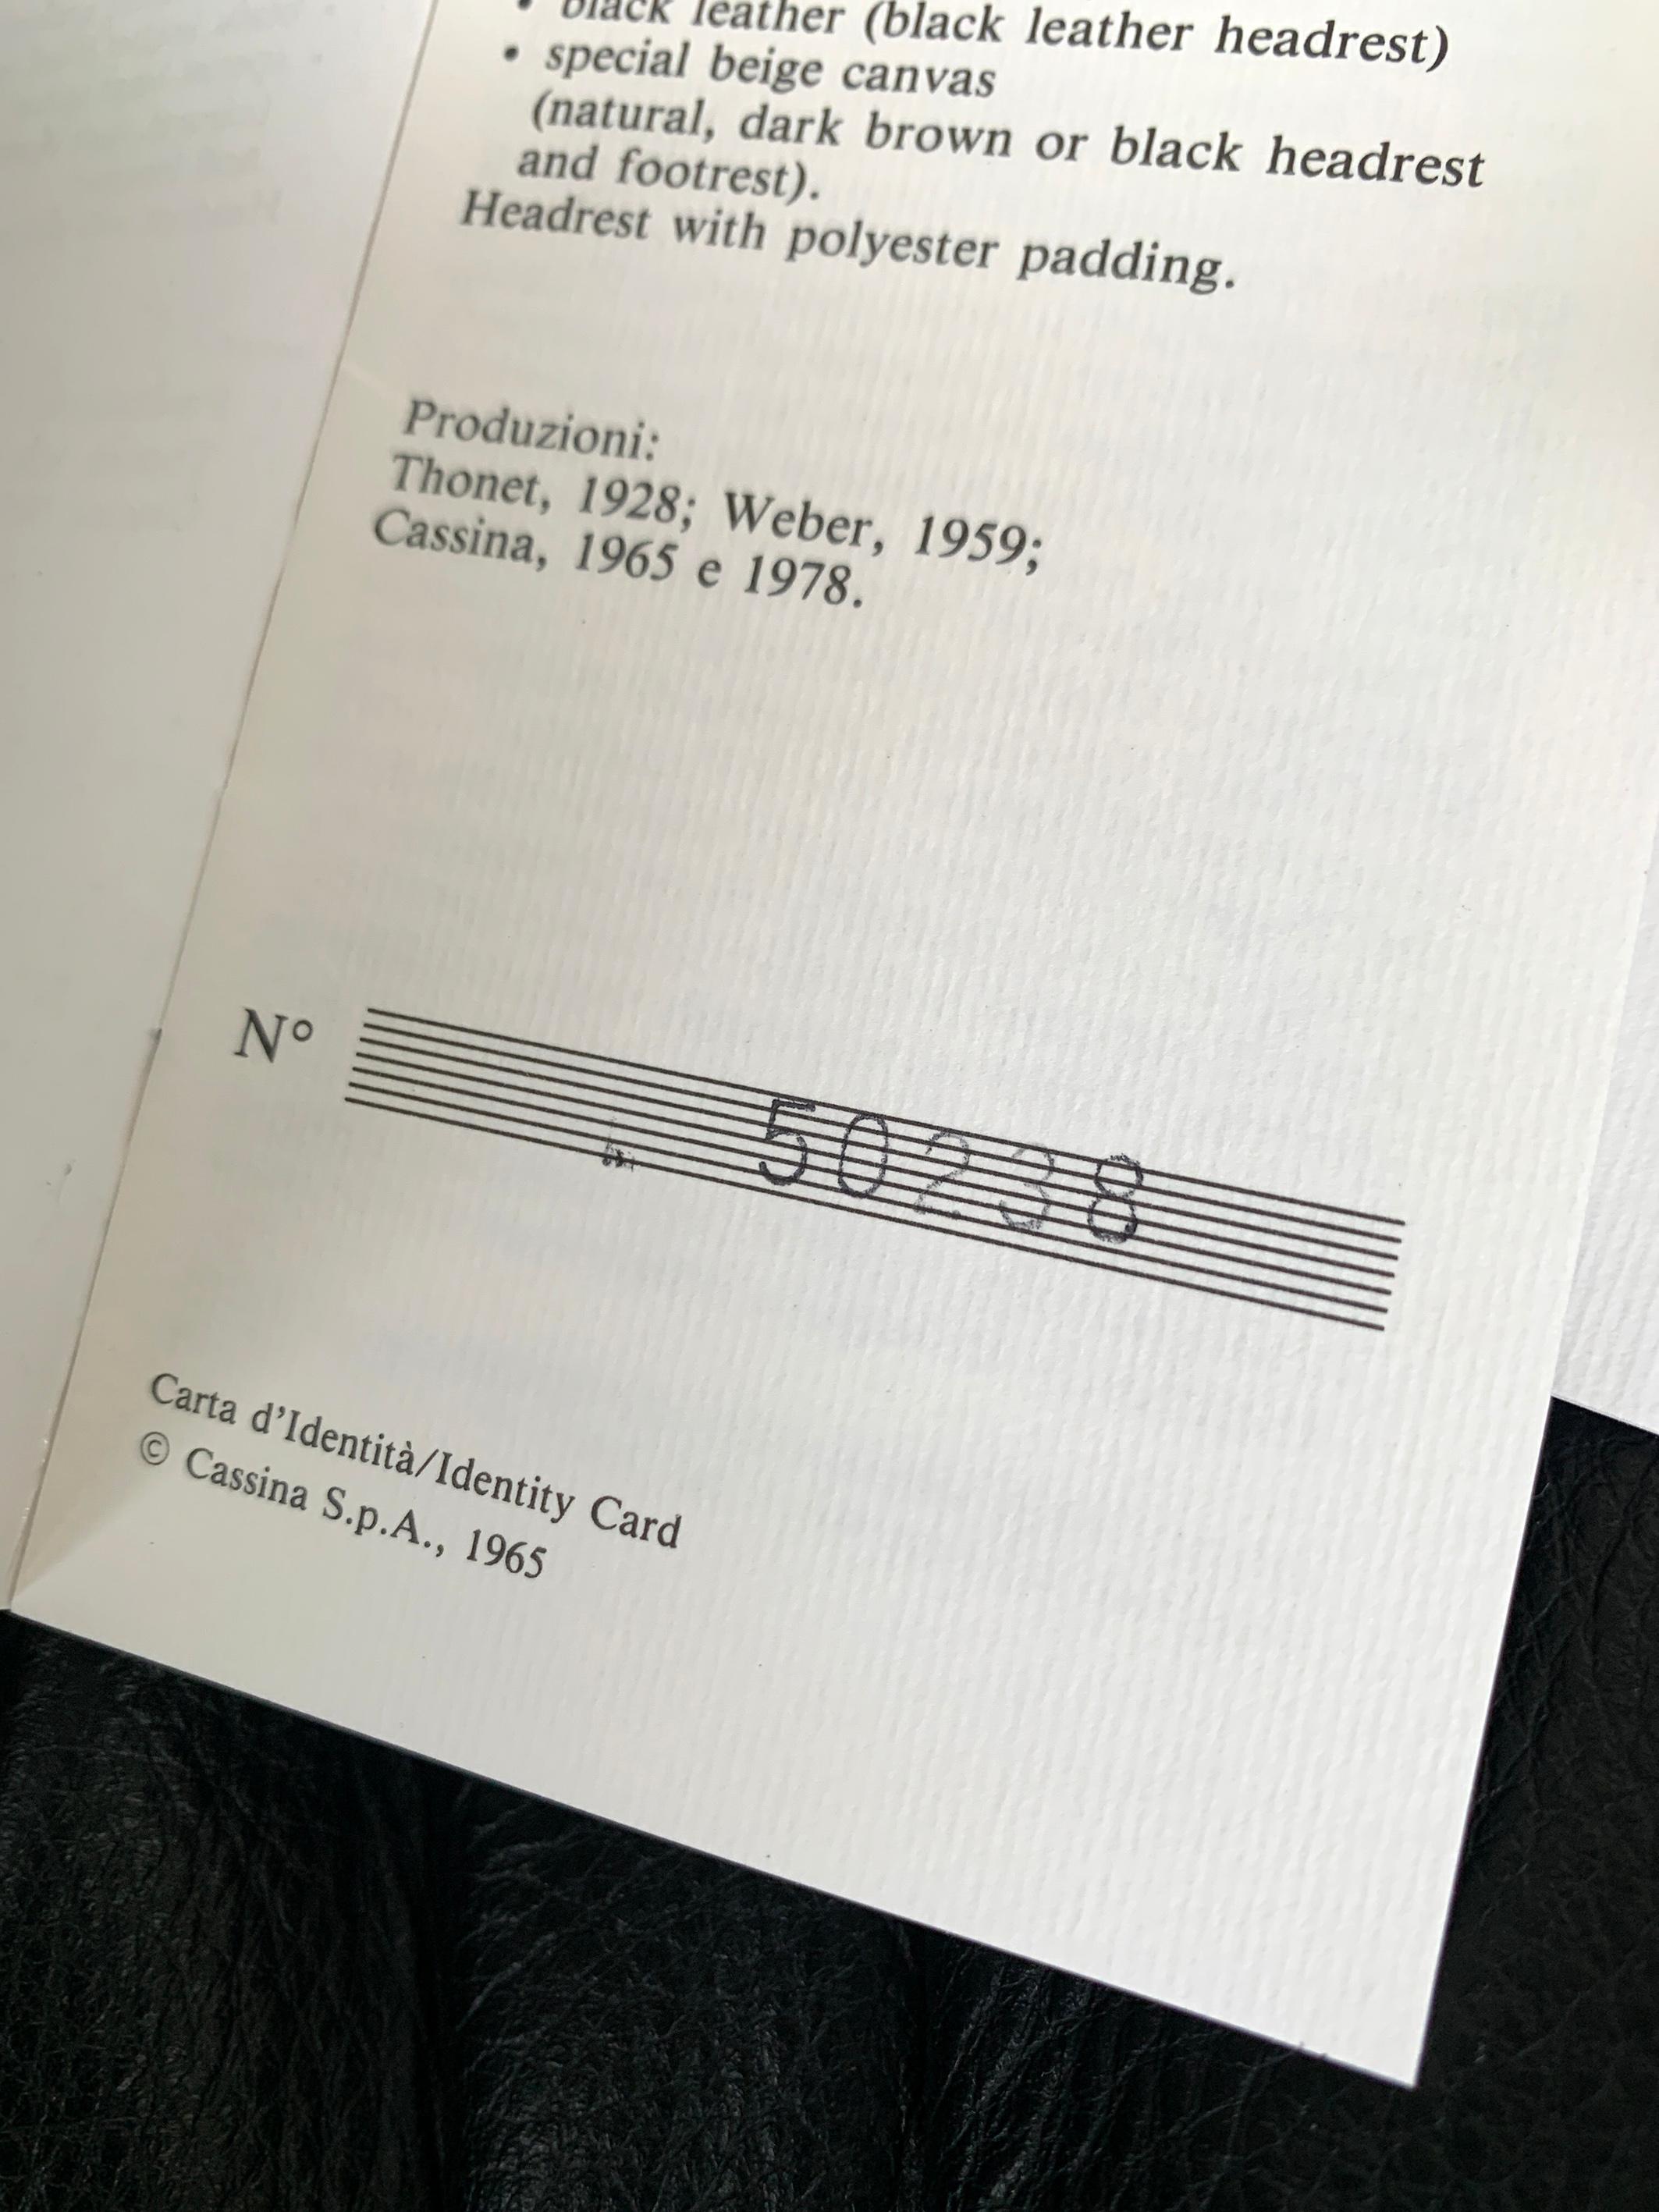 • black leather (black leather headrest)
• special beige canvas
(natural, dark brown or black headrest
and footrest).
Headrest with polyester padding.
Produzioni:
Thonet, 1928; Weber, 1959;
Cassina, 1965 e 1978.
N° 50238
Carta d'Identità/Identity Card
© Cassina S.p.A., 1965